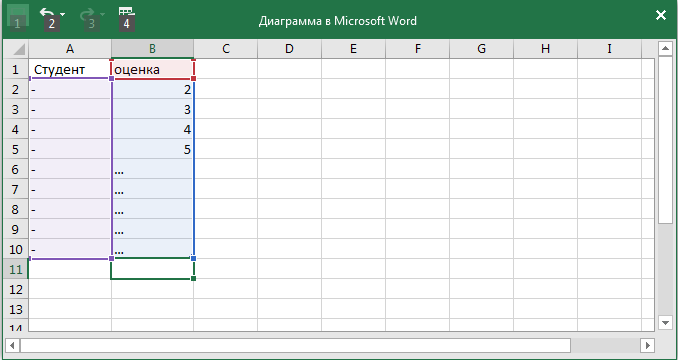 1 2 3 4 Диаграмма в Microsoft Word
A B C D E F G H I
1 Студент оценка
2 - 2
3 - 3
4 - 4
5 - 5
6 - ...
7 - ...
8 - ...
9 - ...
10 - ...
11
12
13
14